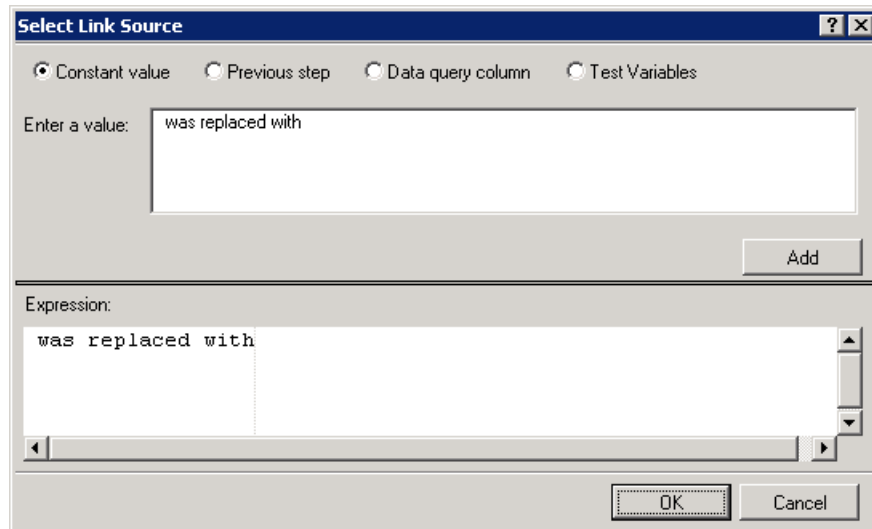 Select Link Source
Constant value Previous step Data query column Test Variables
Enter a value: was replaced with
Add
Expression:
was replaced with
OK Cancel